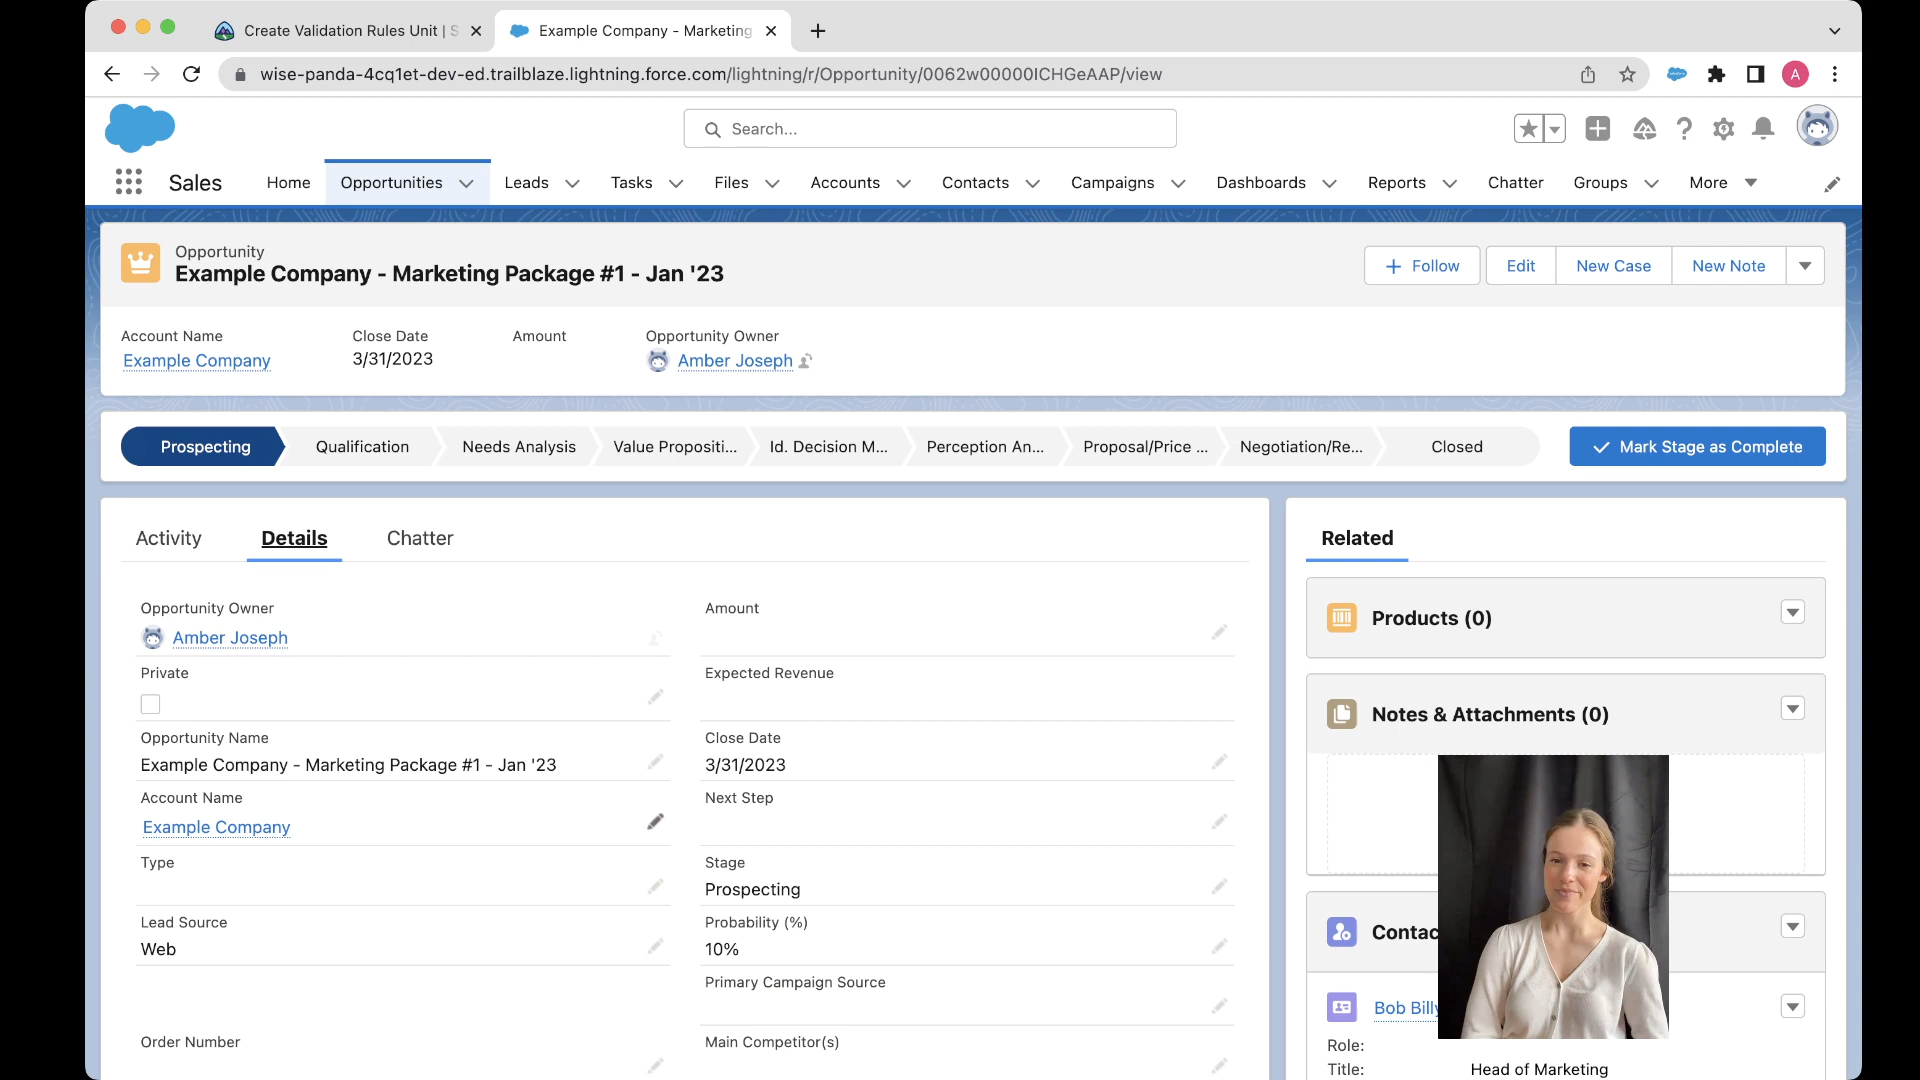 Create Validation Rules Unit | S
Example Company - Marketing
wise-panda-4cq1et-dev-ed.trailblaze.lightning.force.com/lightning/r/Opportunity/0062w00000ICHGeAAP/view
A
Search...
Sales
Home
Opportunities
Leads
Tasks
Files
Accounts
Contacts
Campaigns
Dashboards
Reports
Chatter
Groups
More
Opportunity
Example Company - Marketing Package #1 - Jan '23
Follow
Edit
New Case
New Note
Account Name
Close Date
Amount
Opportunity Owner
Example Company
3/31/2023
Amber Joseph
Prospecting
Qualification
Needs Analysis
Value Propositi...
Id. Decision M...
Perception An...
Proposal/Price ...
Negotiation/Re...
Closed
Mark Stage as Complete
Activity
Details
Chatter
Related
Opportunity Owner
Amber Joseph
Amount
Private
Expected Revenue
Opportunity Name
Example Company - Marketing Package #1 - Jan '23
Close Date
3/31/2023
Account Name
Example Company
Next Step
Type
Stage
Prospecting
Lead Source
Web
Probability (%)
10%
Primary Campaign Source
Order Number
Main Competitor(s)
Products (0)
Notes & Attachments (0)
Contac
Bob Billy
Role:
Title:
Head of Marketing